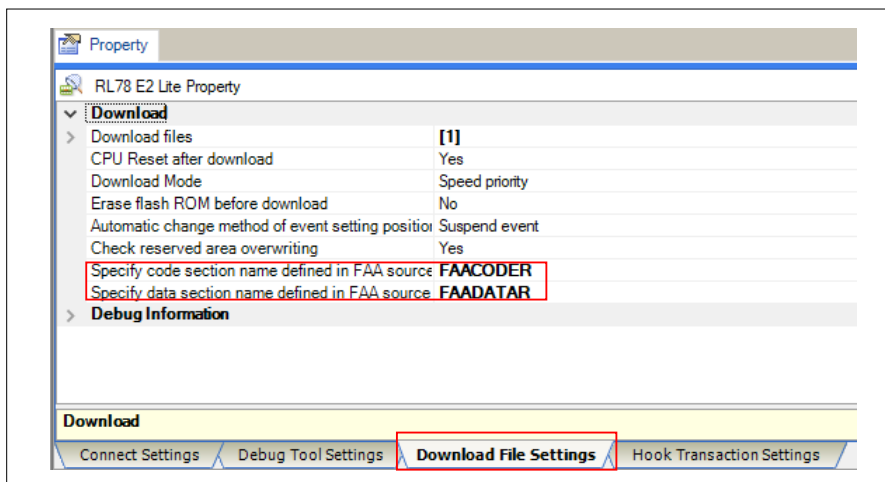 Property
RL78 E2 Lite Property
Download
Download files [1]
CPU Reset after download Yes
Download Mode Speed priority
Erase flash ROM before download No
Automatic change method of event setting position Suspend event
Check reserved area overwriting Yes
Specify code section name defined in FAA source FAACODER
Specify data section name defined in FAA source FAADATAR
Debug Information
Download
Connect Settings Debug Tool Settings Download File Settings Hook Transaction Settings